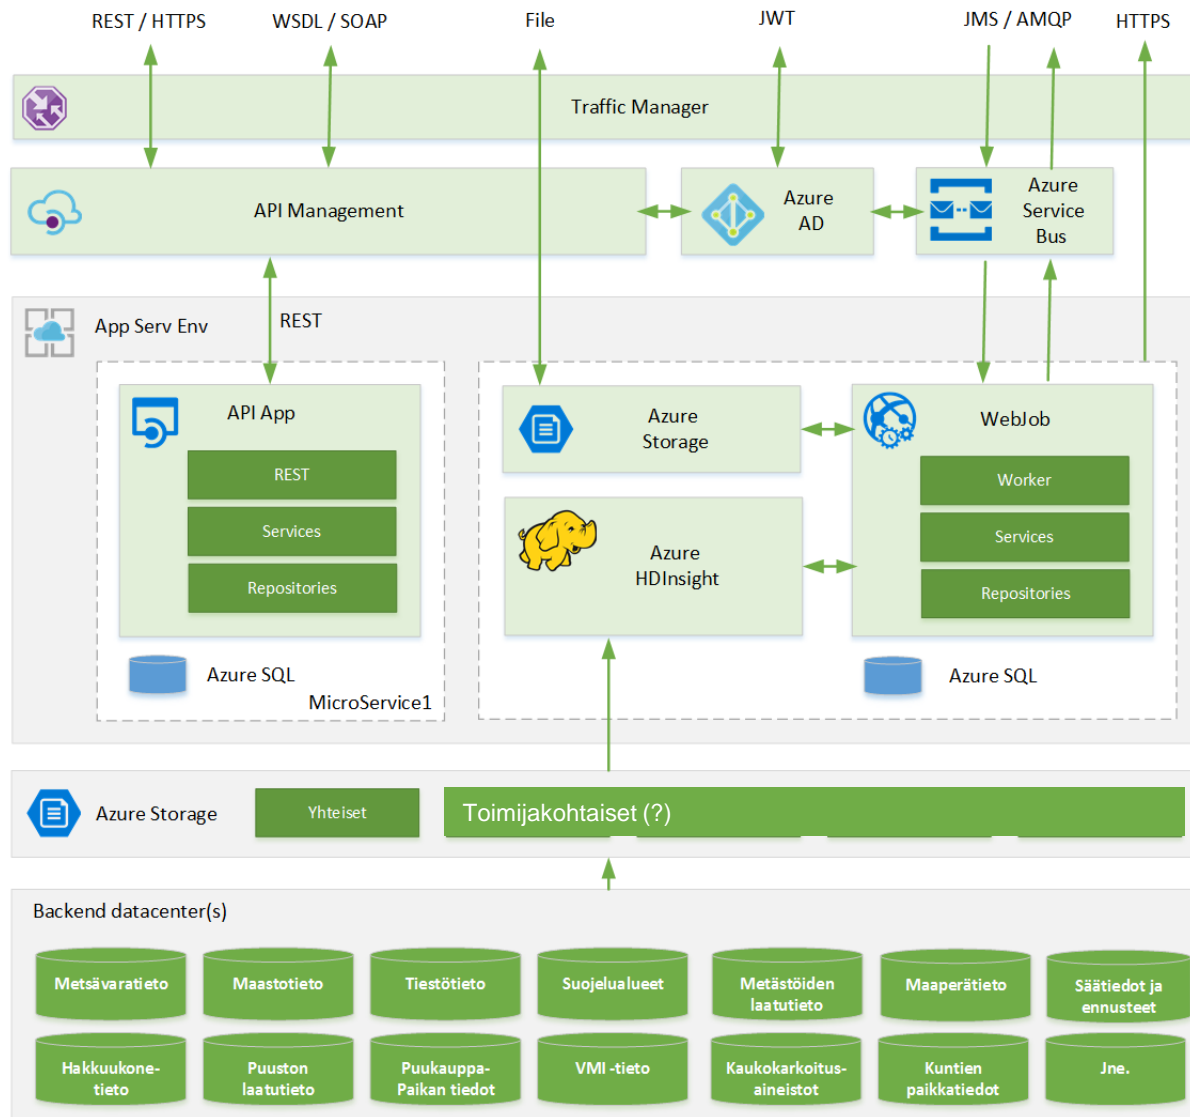 REST / HTTPS
WSDL / SOAP
File
JWT
JMS / AMQP
HTTPS
Traffic Manager
API Management
Azure
AD
Azure
Service
Bus
App Serv Env
REST
API App
REST
Services
Repositories
Azure SQL
MicroService1
Azure
Storage
Azure
HDInsight
WebJob
Worker
Services
Repositories
Azure SQL
Azure Storage
Yhteiset
Toimijakohtaiset (?)
Backend datacenter(s)
Metsävaratieto
Maastotieto
Tiestötieto
Suojelualueet
Metästöiden
laatutieto
Maaperätieto
Säätiedot ja
ennusteet
Hakkuukone-
tieto
Puuston
laatutieto
Puukauppa-
Paikan tiedot
VMI -tieto
Kaukokarkoitus-
aineistot
Kuntien
paikkatiedot
Jne.